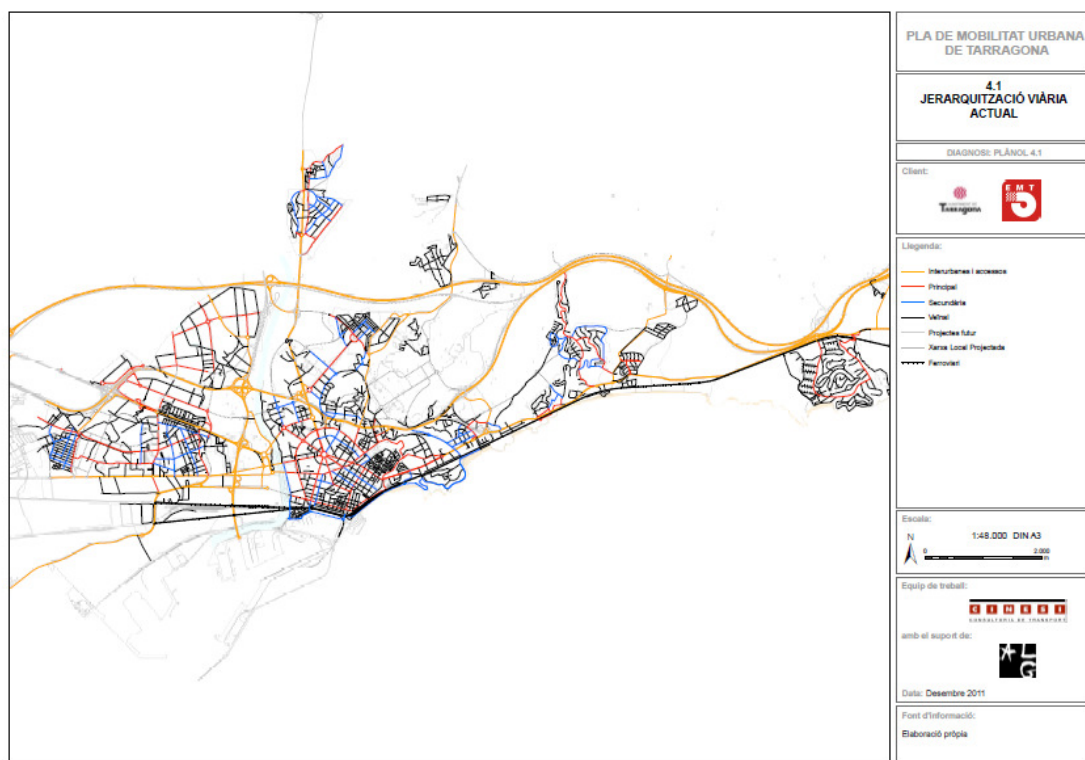 PLA DE MOBILITAT URBANA
DE TARRAGONA
4.1
JERARQUITZACIÓ VIÀRIA
ACTUAL
DIAGNOSI: PLÀNOL 4.1
Client:
TARRAGONA
EMT
Llegenda:
Interurbanes i accessos
Principal
Secundària
Veïnal
Projectes futur
Xarxa Local Projectada
Ferroviari
Escala:
N
1:48.000 DIN A3
0
2.000
m
Equip de treball:
CINESI
CONSULTORIA DE TRANSPORT
amb el suport de:
LG
Data: Desembre 2011
Font d'informació:
Elaboració pròpia